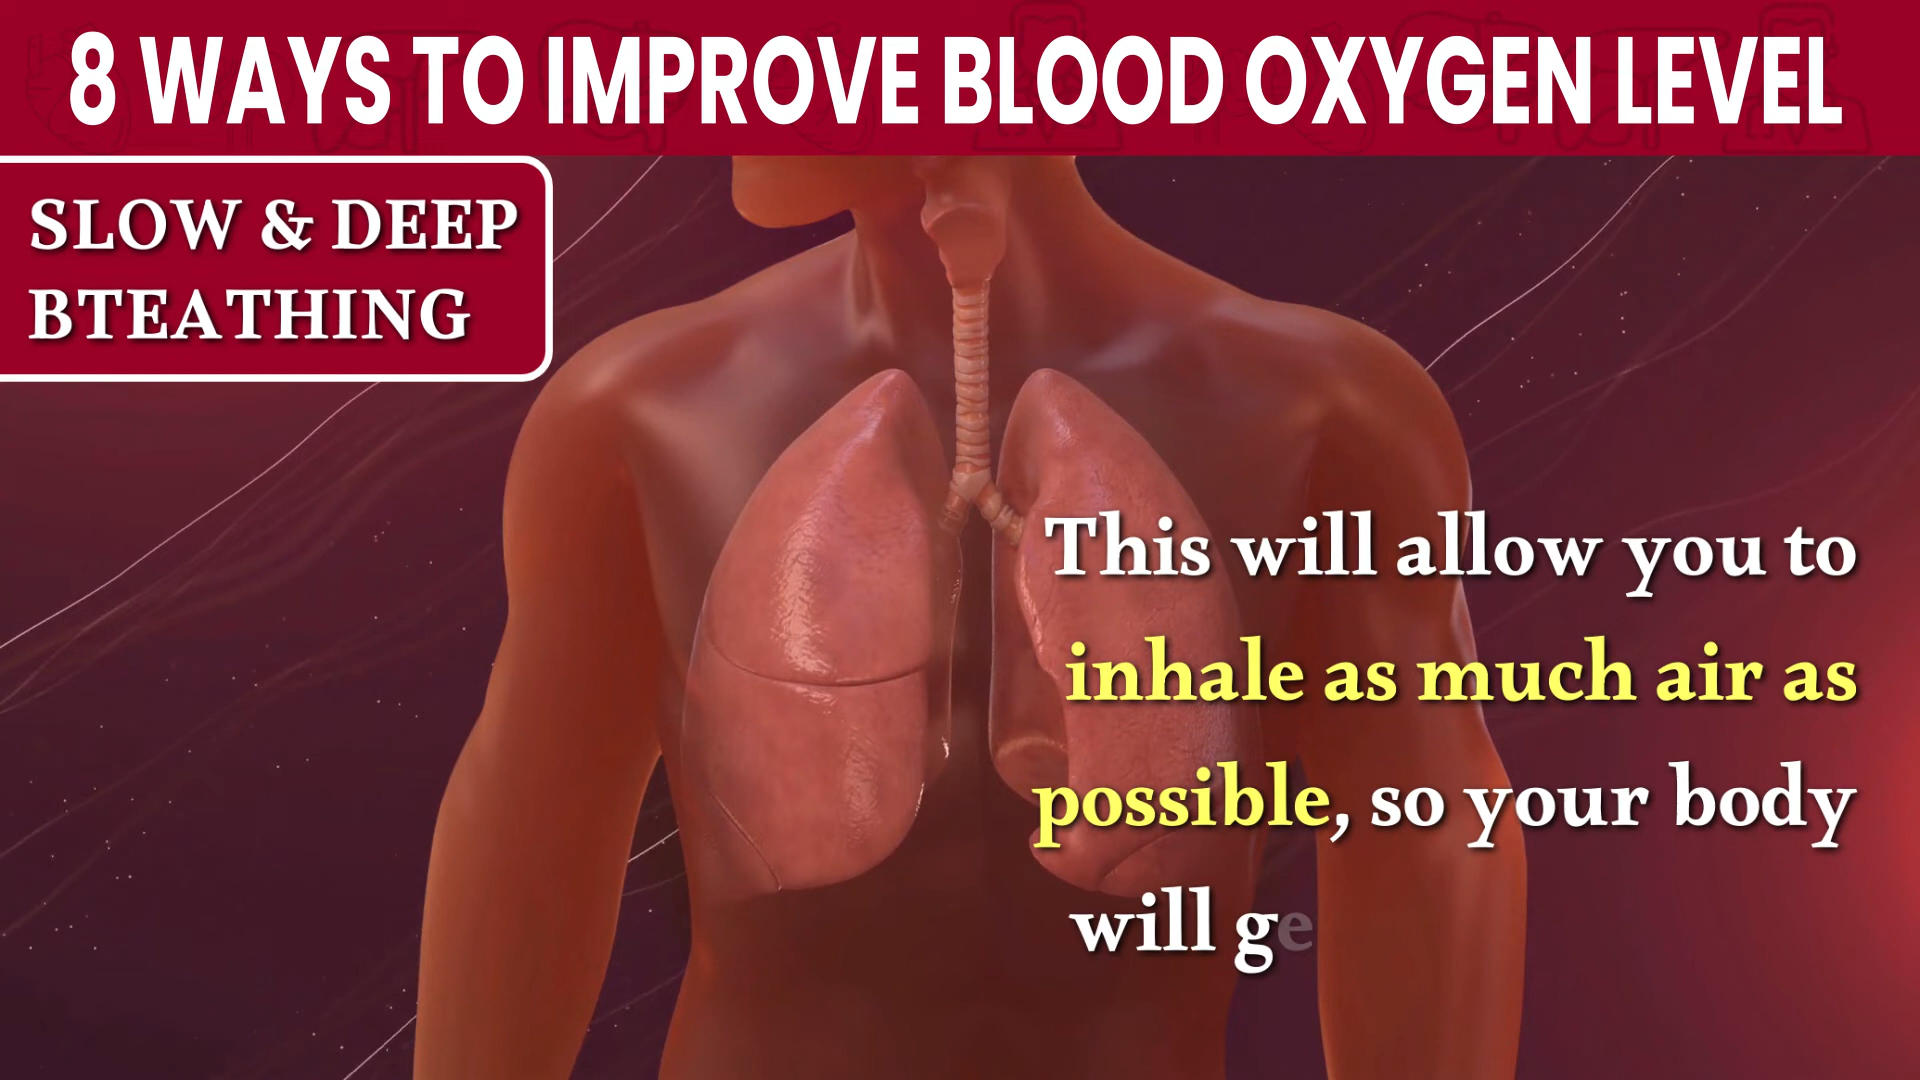 8 WAYS TO IMPROVE BLOOD OXYGEN LEVEL
SLOW & DEEP
BTEATHING
This will allow you to
inhale as much air as
possible, so your body
will ge